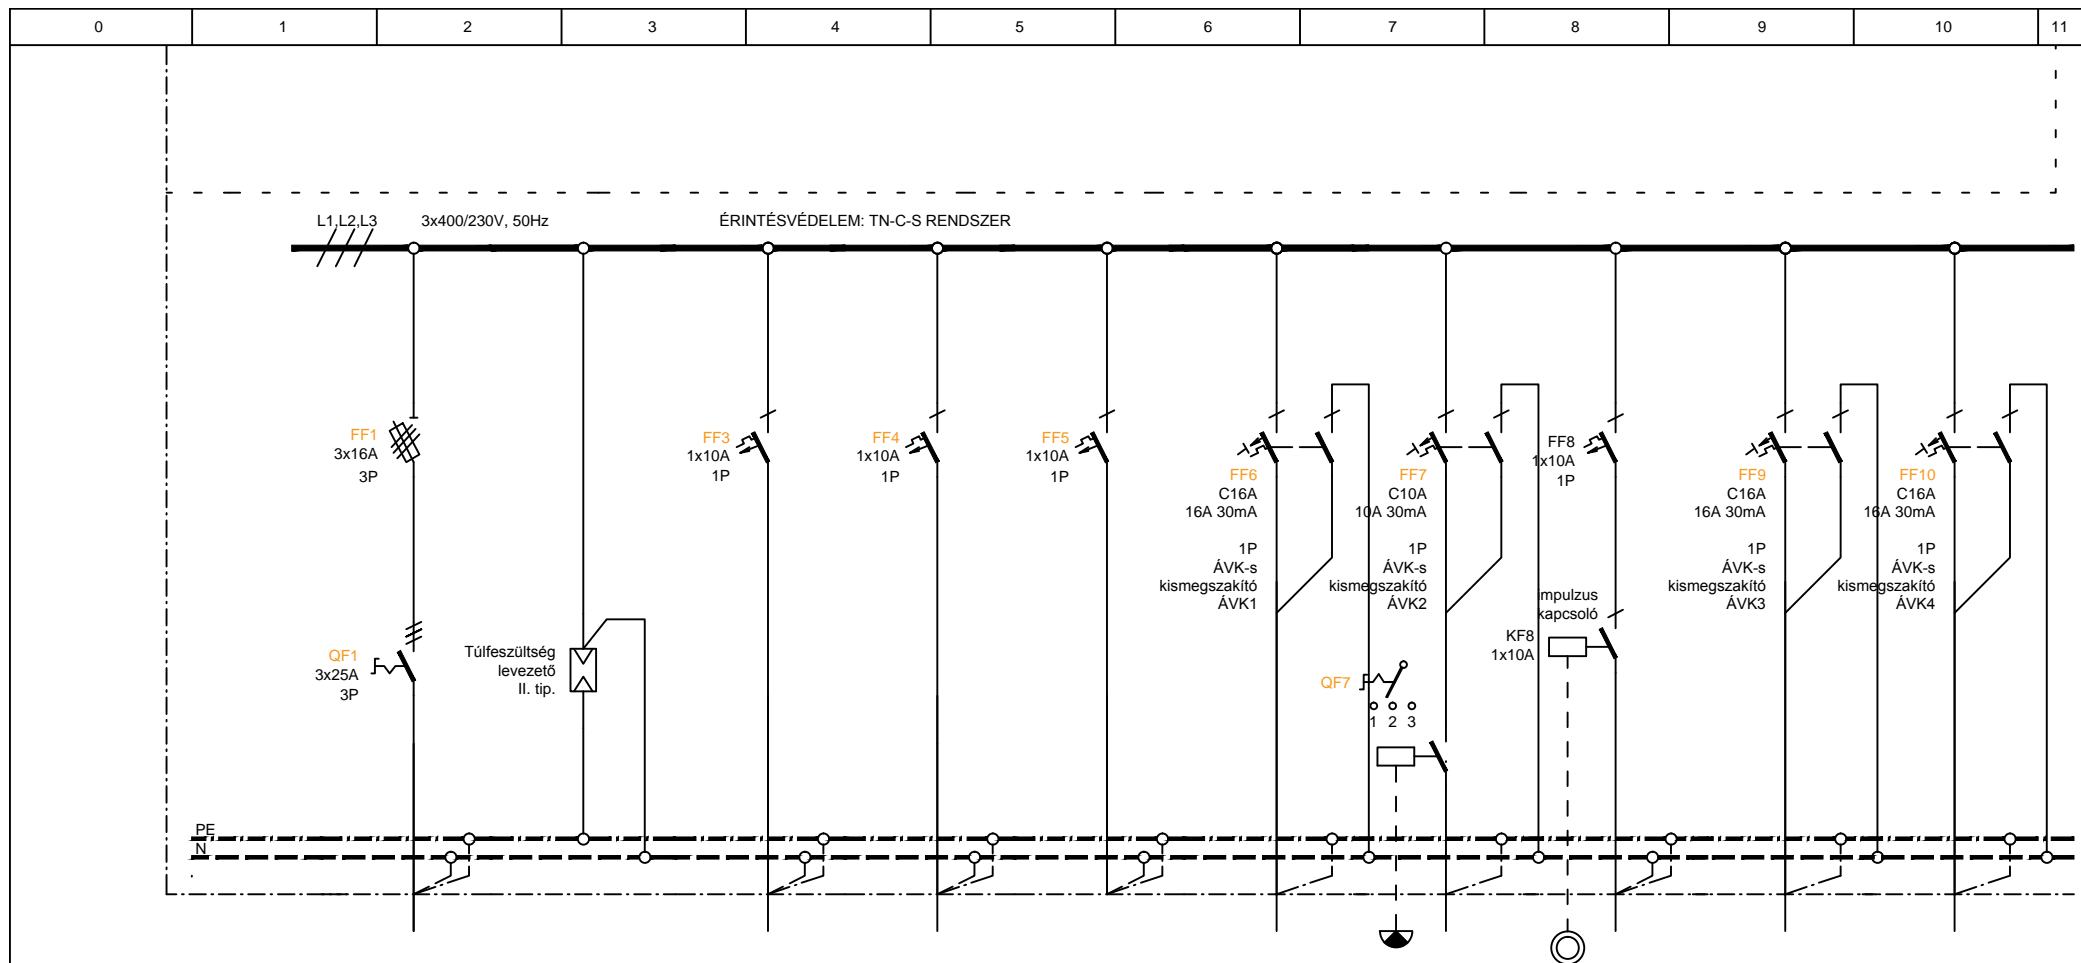 0 1 2 3 4 5 6 7 8 9 10 11
L1,L2,L3 3x400/230V, 50Hz ÉRINTÉSVÉDELEM: TN-C-S RENDSZER
FF1
3x16A
3P
QF1
3x25A
3P
Túlfeszültség
levezető
II. tip.
FF3
1x10A
1P
FF4
1x10A
1P
FF5
1x10A
1P
FF6
C16A
16A 30mA
1P
ÁVK-s
kismegszakító
ÁVK1
FF7
C10A
10A 30mA
1P
ÁVK-s
kismegszakító
ÁVK2
QF7
1 2 3
FF8
1x10A
1P
impulzus
kapcsoló
KF8
1x10A
FF9
C16A
16A 30mA
1P
ÁVK-s
kismegszakító
ÁVK3
FF10
C16A
16A 30mA
1P
ÁVK-s
kismegszakító
ÁVK4
PE
N